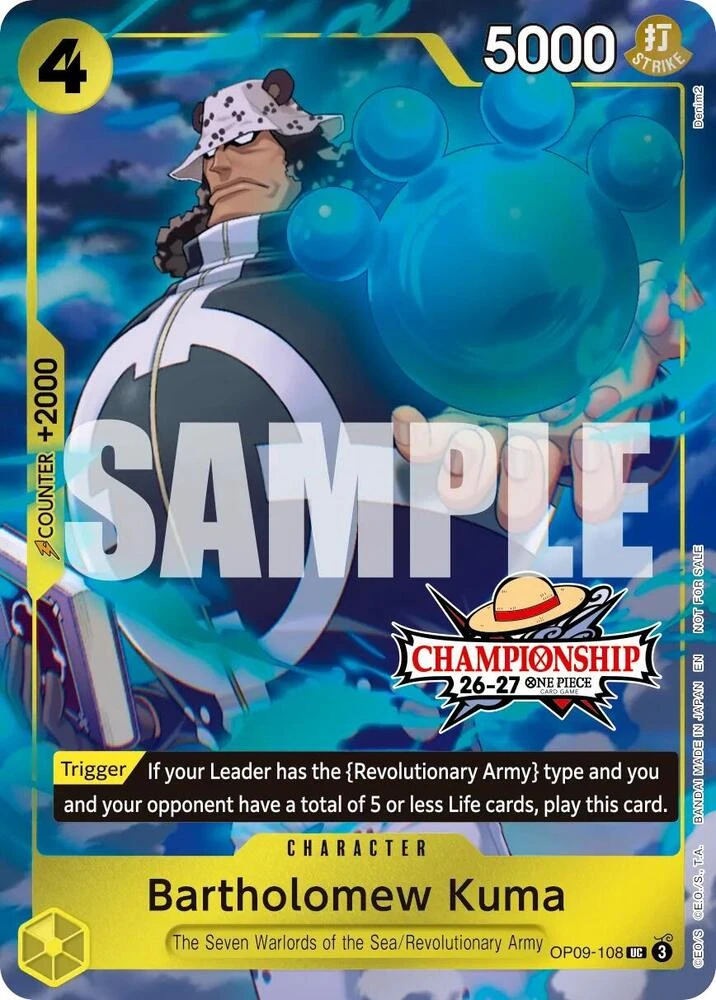 4
5000
打
STRIKE
Denim2
COUNTER +2000
SAMPLE
CHAMPIONSHIP
26-27 ONE PIECE
CARD GAME
Trigger If your Leader has the {Revolutionary Army} type and you
and your opponent have a total of 5 or less Life cards, play this card.
CHARACTER
Bartholomew Kuma
The Seven Warlords of the Sea/Revolutionary Army
OP09-108 UC 3
©E.O/S ©E.O./S., T.A. BANDAI MADE IN JAPAN EN NOT FOR SALE